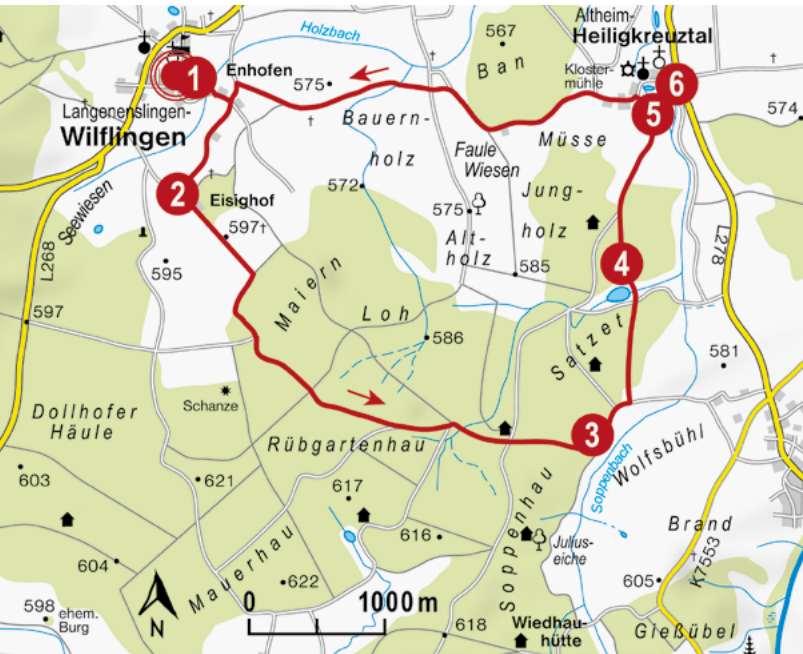 Altheim-
Heiligkreuztal
Holzbach
567
Ban
Kloster-
mühle
6
1
Enhofen
575
5
574
Langenenslingen-
Wilflingen
Bauern-
holz
Müsse
Faule
Wiesen
572
2
Eisighof
Jung-
holz
575
Seewiesen
597
Alt-
holz
L278
L268
595
585
4
Maiern
597
Loh
586
Satzet
581
Schanze
Dollhofer
Häule
Rübgartenhau
3
Wolfsbühl
Soppenbach
603
621
617
Soppenhau
Brand
616
Julius-
eiche
K7553
604
Mauerhau
622
605
598
ehem.
Burg
N
0
1000 m
618
Wiedhau-
hütte
Gießübel